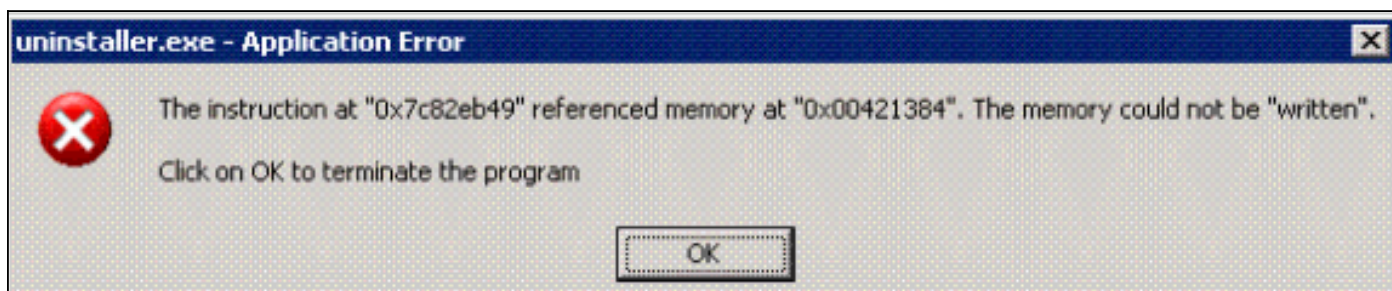 uninstaller.exe - Application Error
The instruction at "0x7c82eb49" referenced memory at "0x00421384". The memory could not be "written".
Click on OK to terminate the program
OK